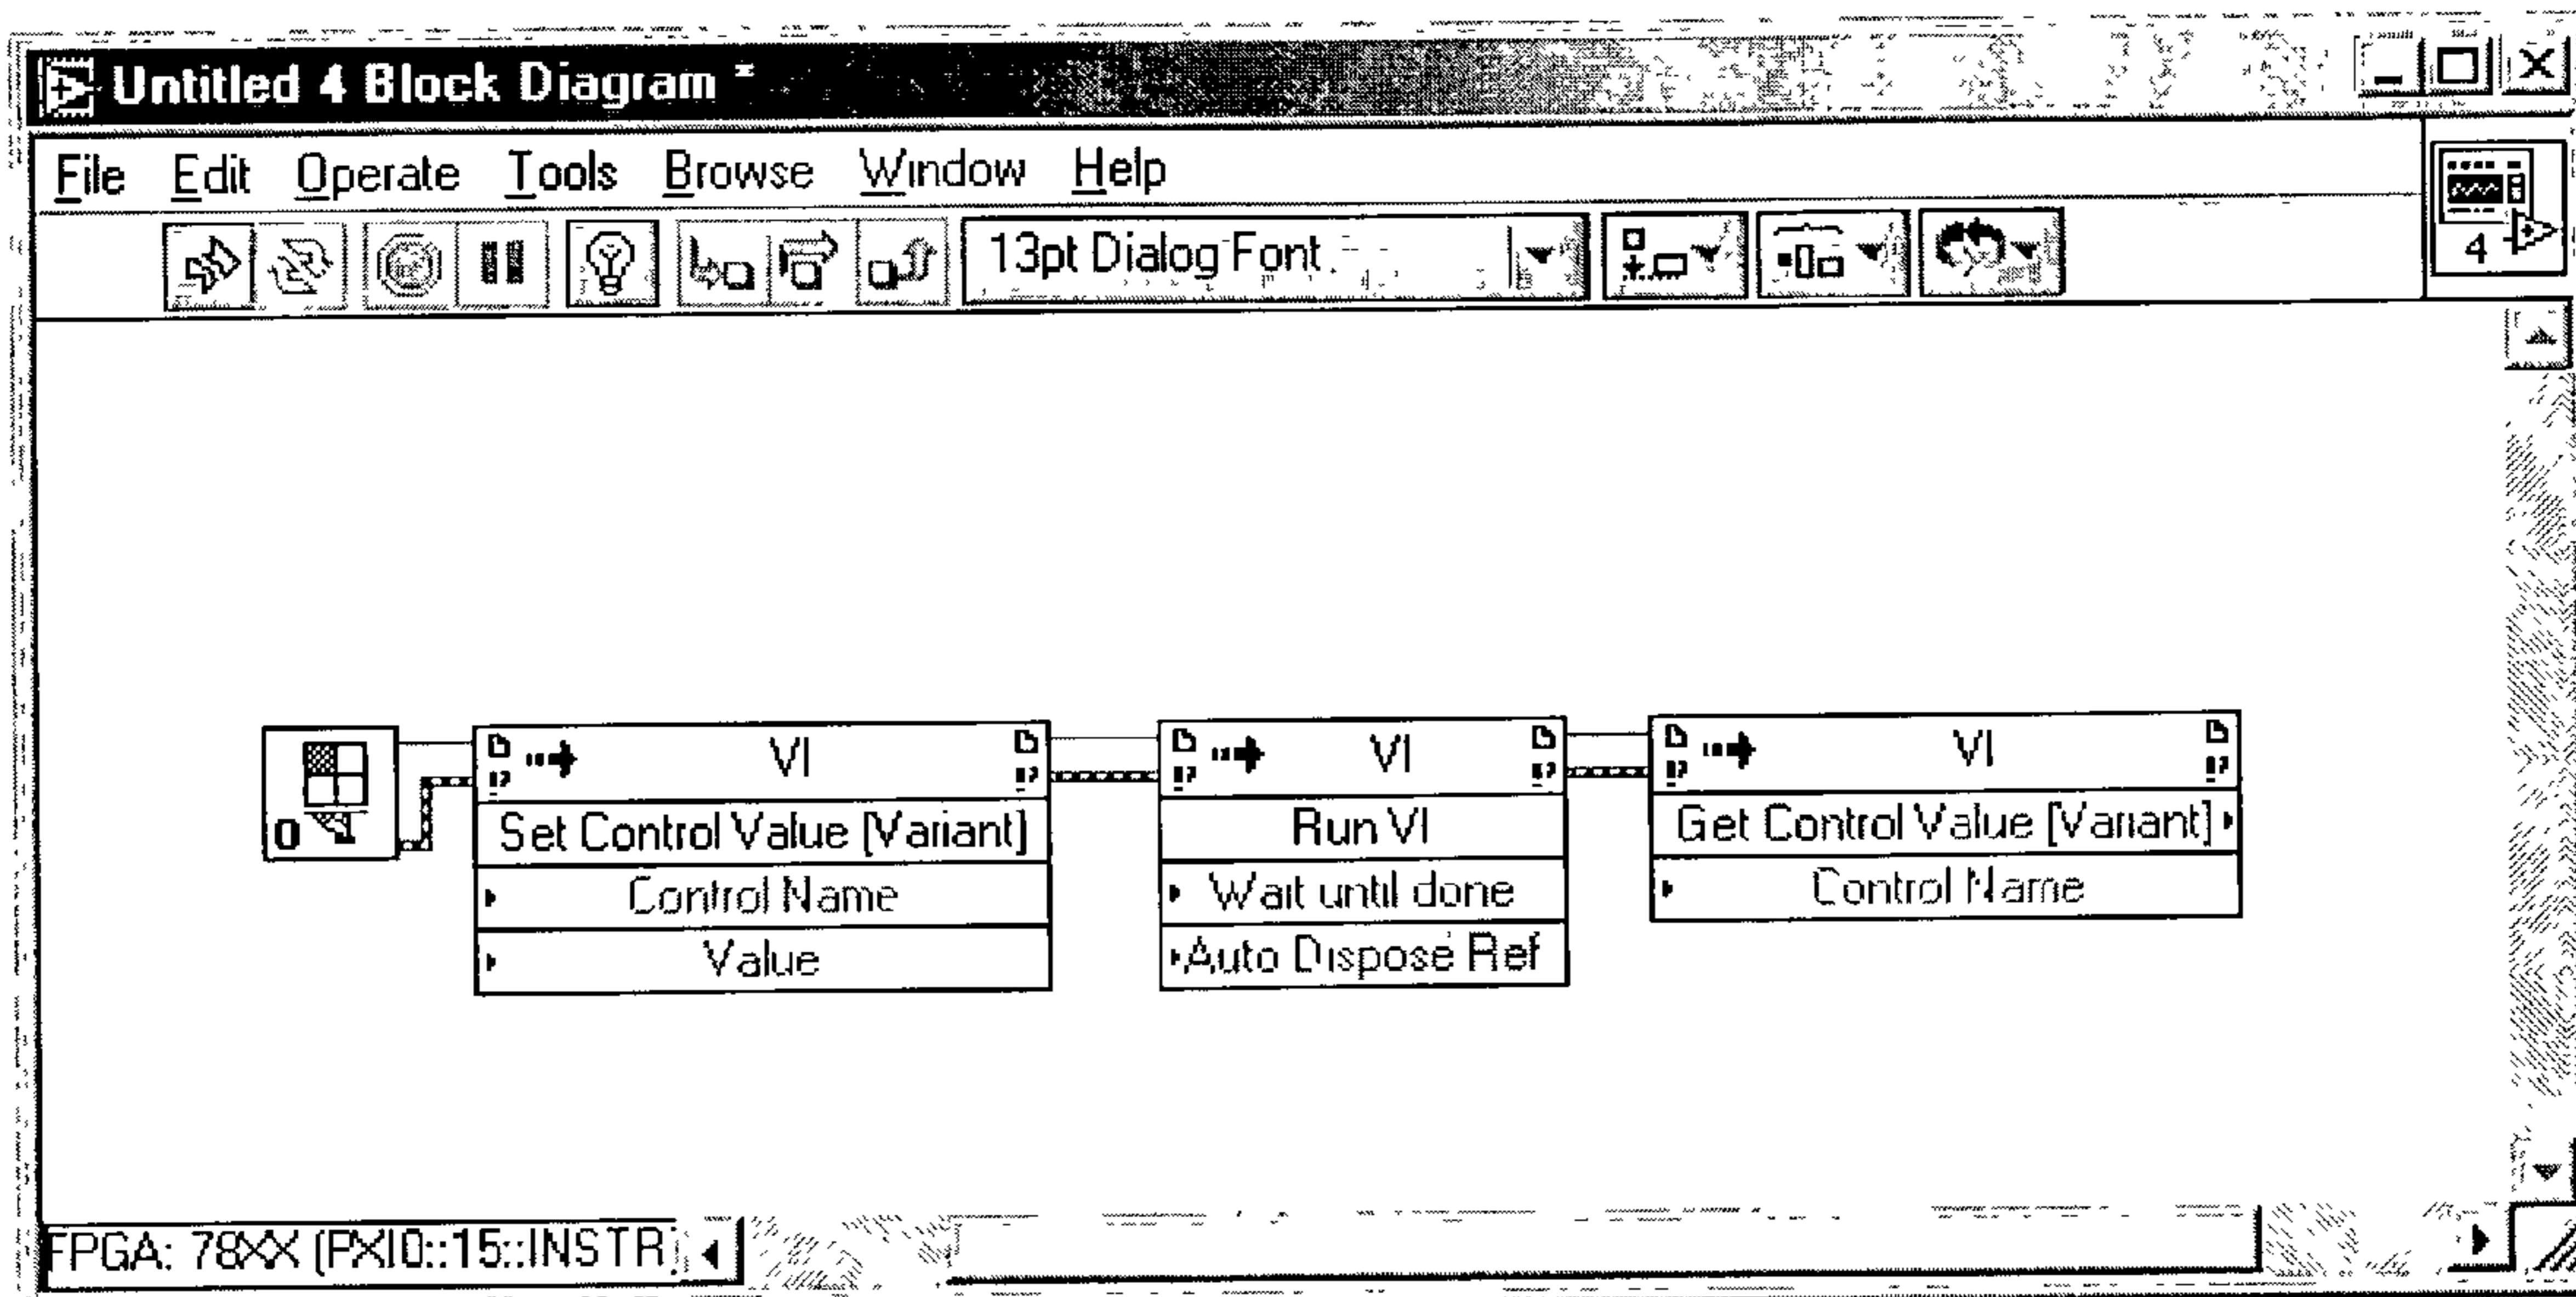 Untitled 4 Block Diagram *
File Edit Operate Tools Browse Window Help
13pt Dialog Font
4
0
VI
Set Control Value [Variant]
Control Name
Value
VI
Run VI
Wait until done
Auto Dispose Ref
VI
Get Control Value [Variant]
Control Name
FPGA: 78XX (PXI0::15::INSTR)